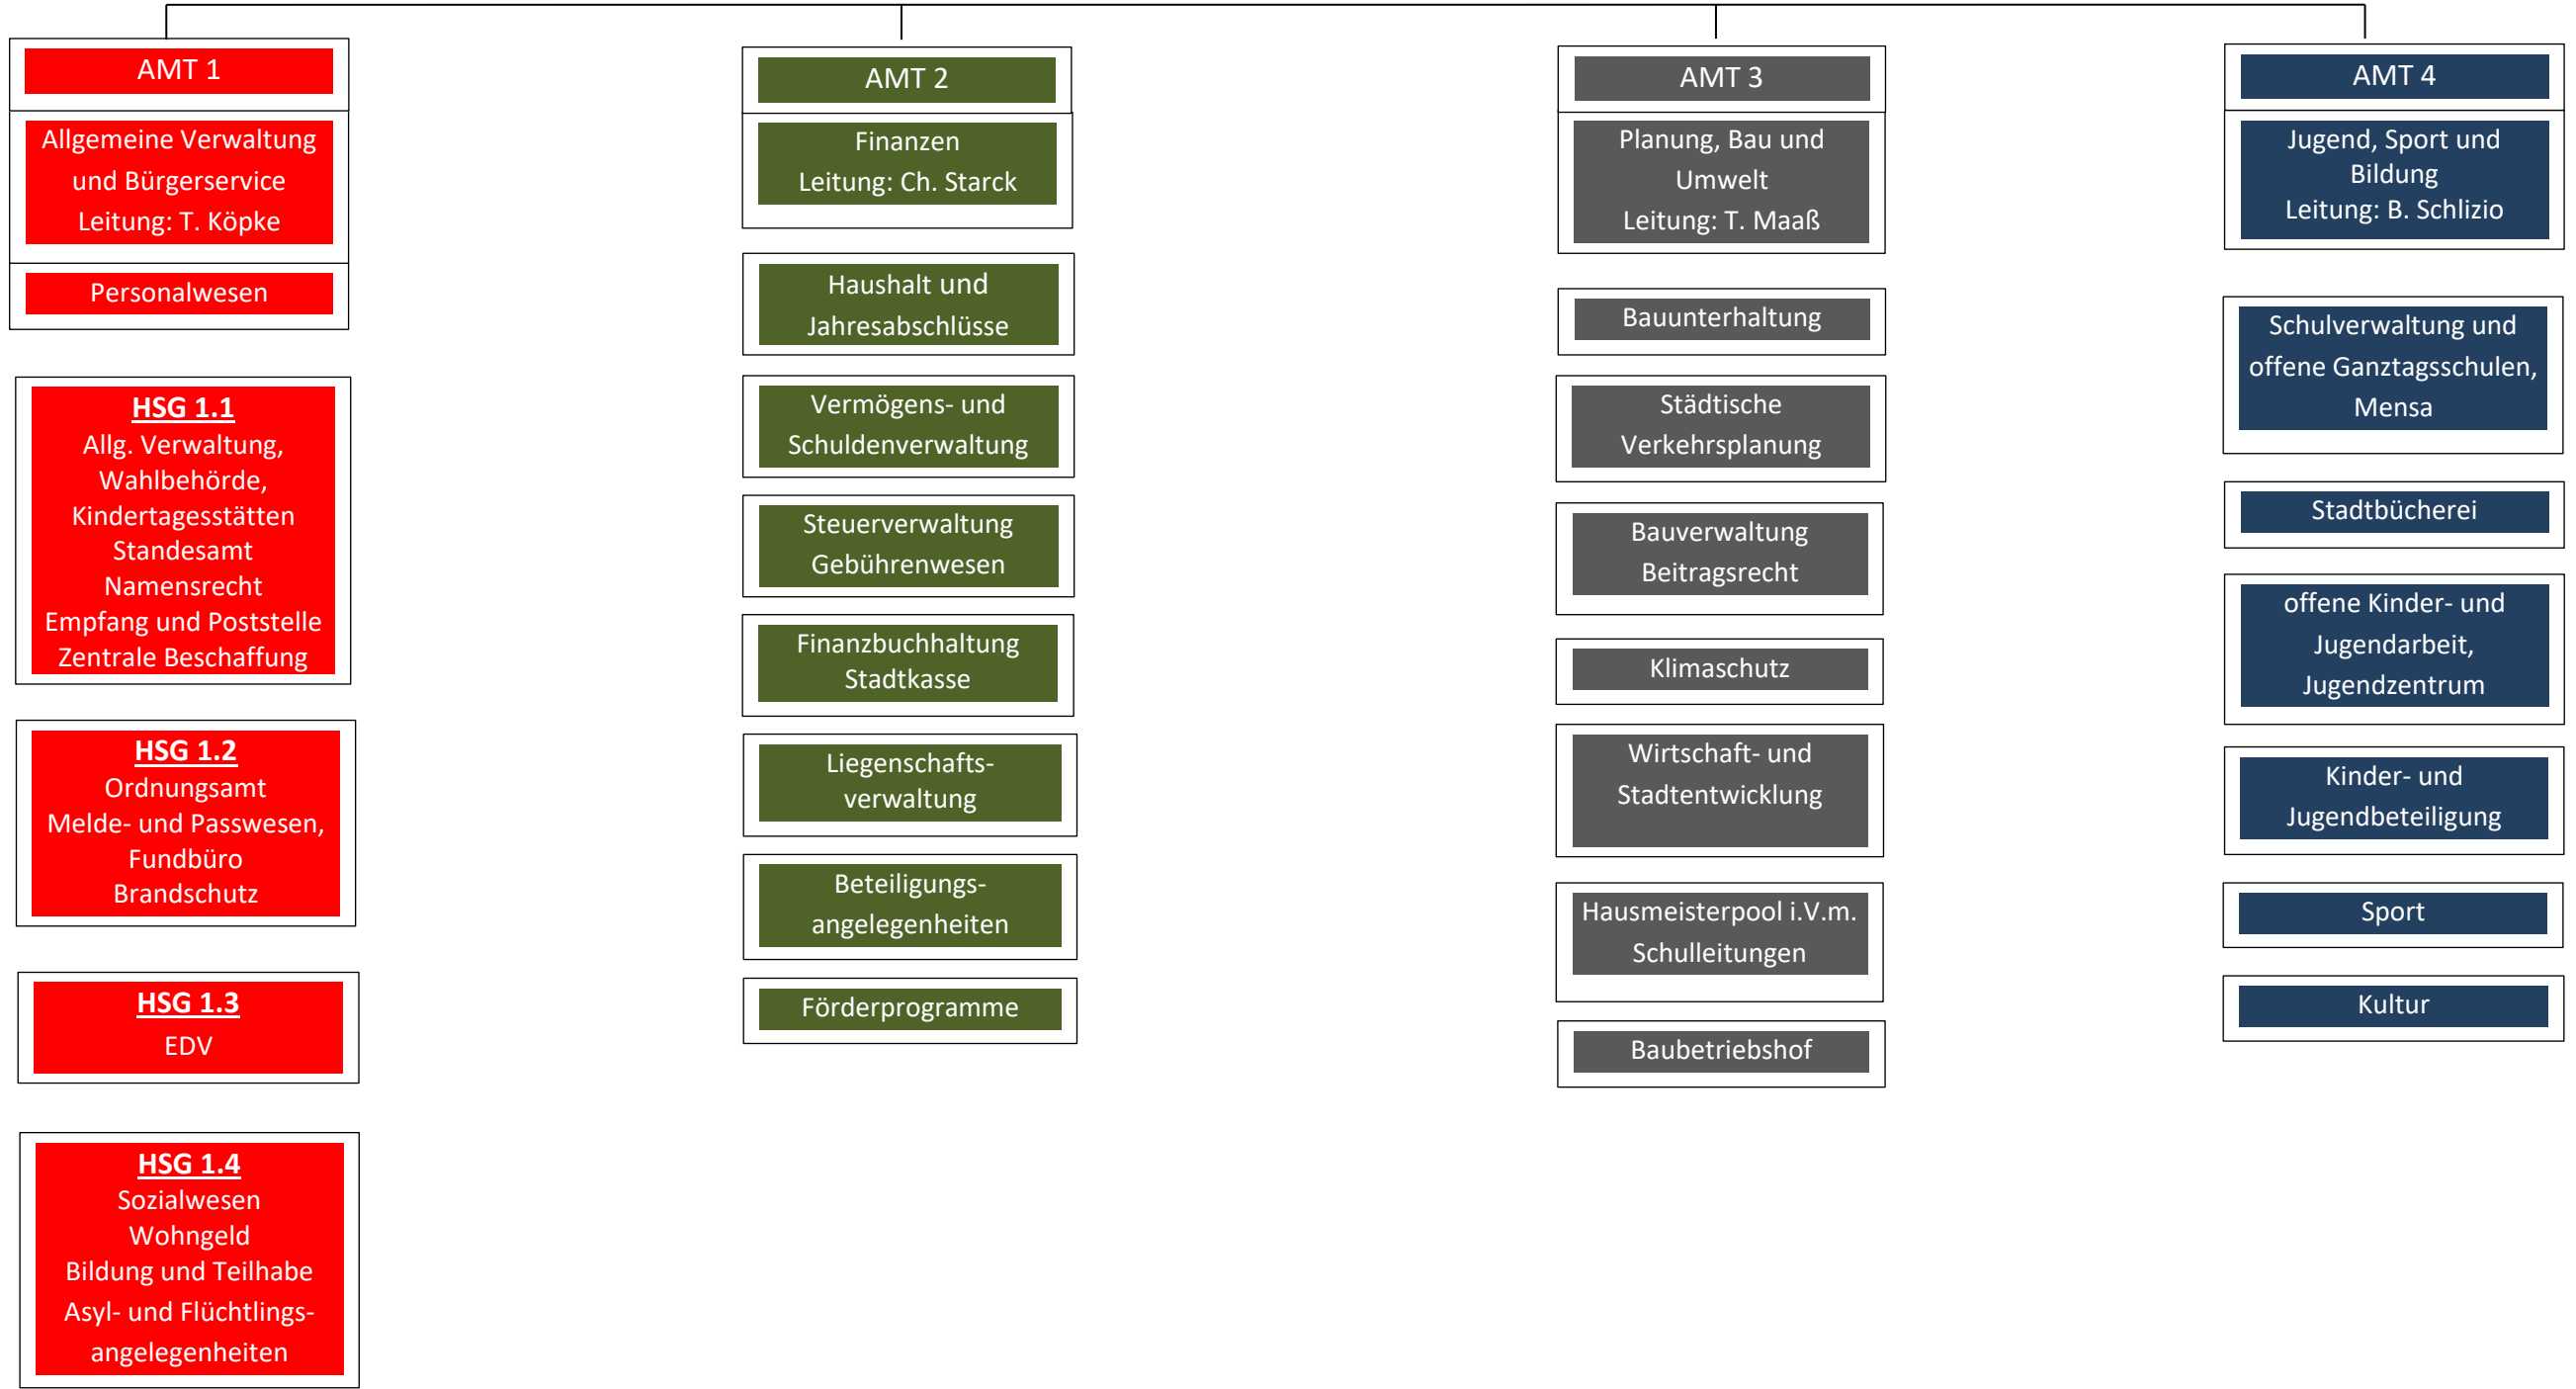 AMT 1
Allgemeine Verwaltung
und Bürgerservice
Leitung: T. Köpke
Personalwesen
HSG 1.1
Allg. Verwaltung,
Wahlbehörde,
Kindertagesstätten
Standesamt
Namensrecht
Empfang und Poststelle
Zentrale Beschaffung
HSG 1.2
Ordnungsamt
Melde- und Passwesen,
Fundbüro
Brandschutz
HSG 1.3
EDV
HSG 1.4
Sozialwesen
Wohngeld
Bildung und Teilhabe
Asyl- und Flüchtlings-
angelegenheiten
AMT 2
Finanzen
Leitung: Ch. Starck
Haushalt und
Jahresabschlüsse
Vermögens- und
Schuldenverwaltung
Steuerverwaltung
Gebührenwesen
Finanzbuchhaltung
Stadtkasse
Liegenschafts-
verwaltung
Beteiligungs-
angelegenheiten
Förderprogramme
AMT 3
Planung, Bau und
Umwelt
Leitung: T. Maaß
Bauunterhaltung
Städtische
Verkehrsplanung
Bauverwaltung
Beitragsrecht
Klimaschutz
Wirtschaft- und
Stadtentwicklung
Hausmeisterpool i.V.m.
Schulleitungen
Baubetriebshof
AMT 4
Jugend, Sport und
Bildung
Leitung: B. Schlizio
Schulverwaltung und
offene Ganztagsschulen,
Mensa
Stadtbücherei
offene Kinder- und
Jugendarbeit,
Jugendzentrum
Kinder- und
Jugendbeteiligung
Sport
Kultur